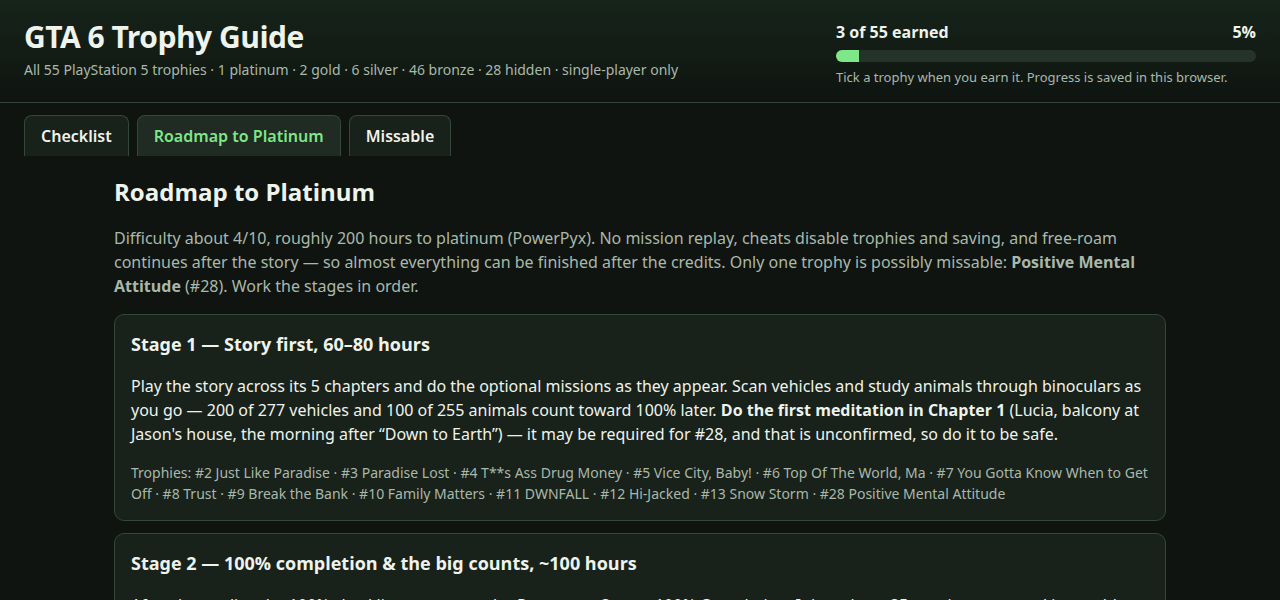 GTA 6 Trophy Guide
All 55 PlayStation 5 trophies · 1 platinum · 2 gold · 6 silver · 46 bronze · 28 hidden · single-player only
3 of 55 earned
5%
Tick a trophy when you earn it. Progress is saved in this browser.
Checklist
Roadmap to Platinum
Missable
Roadmap to Platinum
Difficulty about 4/10, roughly 200 hours to platinum (PowerPyx). No mission replay, cheats disable trophies and saving, and free-roam
continues after the story — so almost everything can be finished after the credits. Only one trophy is possibly missable: Positive Mental
Attitude (#28). Work the stages in order.
Stage 1 — Story first, 60–80 hours
Play the story across its 5 chapters and do the optional missions as they appear. Scan vehicles and study animals through binoculars as
you go — 200 of 277 vehicles and 100 of 255 animals count toward 100% later. Do the first meditation in Chapter 1 (Lucia, balcony at
Jason's house, the morning after “Down to Earth”) — it may be required for #28, and that is unconfirmed, so do it to be safe.
Trophies: #2 Just Like Paradise · #3 Paradise Lost · #4 T**s Ass Drug Money · #5 Vice City, Baby! · #6 Top Of The World, Ma · #7 You Gotta Know When to Get
Off · #8 Trust · #9 Break the Bank · #10 Family Matters · #11 DWNFALL · #12 Hi-Jacked · #13 Snow Storm · #28 Positive Mental Attitude
Stage 2 — 100% completion & the big counts, ~100 hours